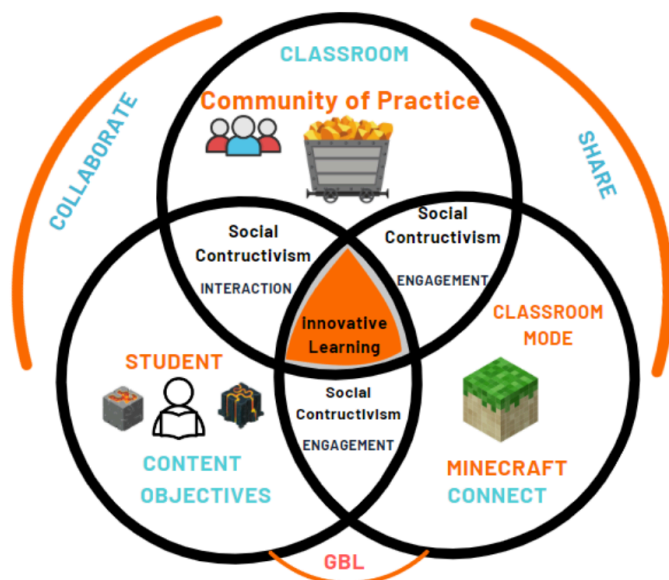 CLASSROOM
Community of Practice
COLLABORATE
SHARE
Social
Contructivism
INTERACTION
Social
Contructivism
ENGAGEMENT
innovative
Learning
CLASSROOM
MODE
STUDENT
Social
Contructivism
ENGAGEMENT
CONTENT
OBJECTIVES
MINECRAFT
CONNECT
GBL